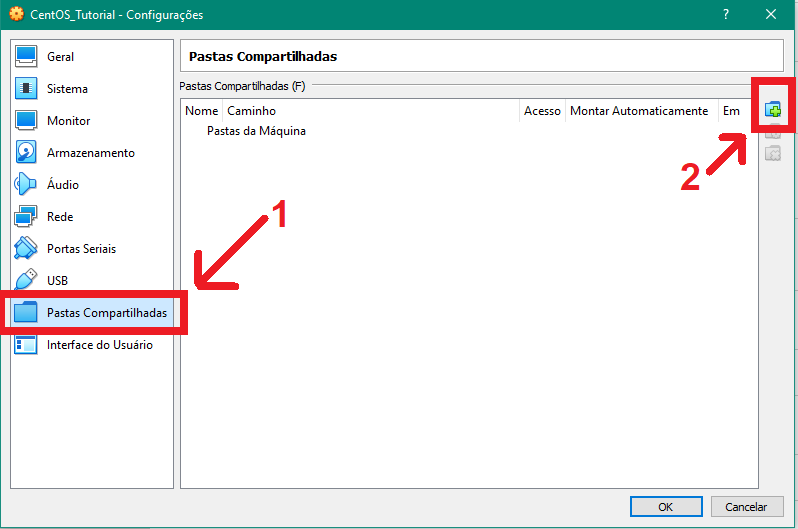 CentOS_Tutorial - Configurações
?
Geral
Sistema
Monitor
Armazenamento
Áudio
Rede
Portas Seriais
USB
Pastas Compartilhadas
Interface do Usuário
Pastas Compartilhadas
Pastas Compartilhadas (F)
Nome Caminho Acesso Montar Automaticamente Em
Pastas da Máquina
1
2
OK Cancelar